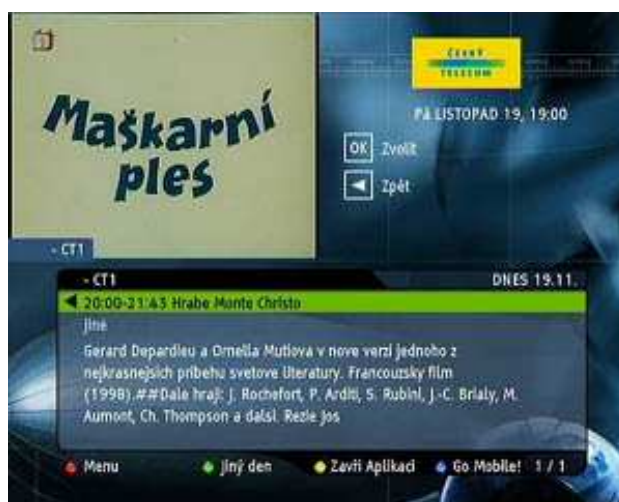 Maškarní
ples
ČESKÝ
TELECOM
Pá LISTOPAD 19, 19:00
OK Zvolit
Zpět
- CT1
- CT1 DNES 19.11.
20:00-21:45 Hrabe Monte Christo
Jine
Gerard Depardieu a Ornella Mutiova v nove verzi jednoho z
nejkrasnejsich pribehu svetove literatury. Francouzsky film
(1998).##Dale hraji: J. Rochefort, P. Arditi, S. Rubini, J.-C. Brialy, M.
Aumont, Ch. Thompson a dalsi. Rezie Jos
Menu Jiný den Zavři Aplikaci Go Mobile! 1 / 1